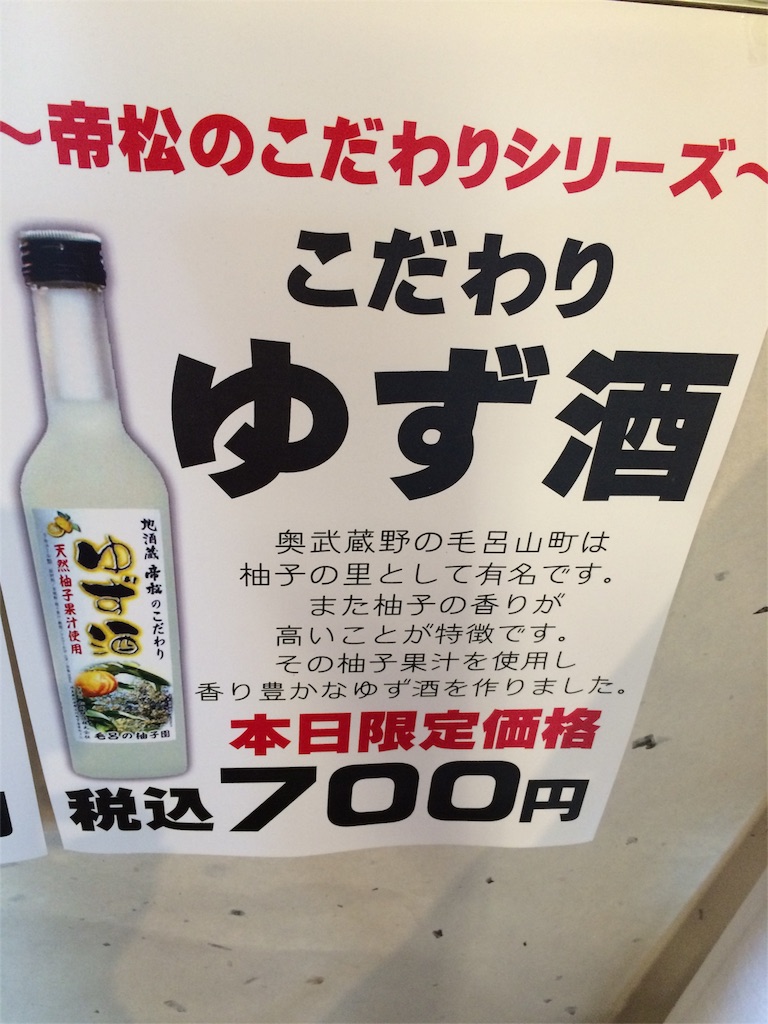 ～帝松のこだわりシリーズ～
こだわり
ゆず酒
奥武蔵野の毛呂山町は
柚子の里として有名です。
また柚子の香りが
高いことが特徴です。
その柚子果汁を使用し
香り豊かなゆず酒を作りました。
本日限定価格
税込700円
地酒蔵 帝松のこだわり
ゆず酒
天然柚子果汁使用
毛呂の柚子園